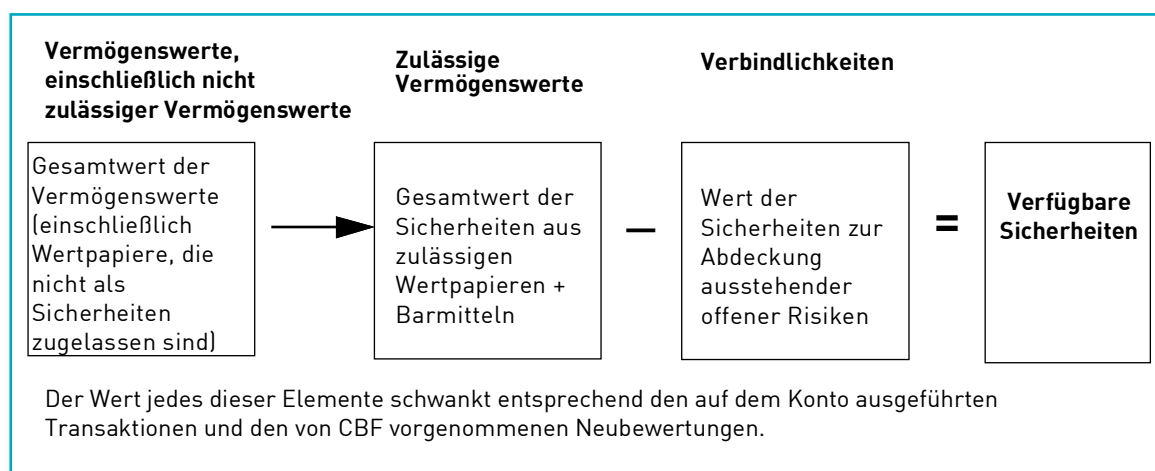 Vermögenswerte,
einschließlich nicht
zulässiger Vermögenswerte
Zulässige
Vermögenswerte
Verbindlichkeiten
Gesamtwert der
Vermögenswerte
(einschließlich
Wertpapiere, die
nicht als
Sicherheiten
zugelassen sind)
Gesamtwert der
Sicherheiten aus
zulässigen
Wertpapieren +
Barmitteln
—
Wert der
Sicherheiten zur
Abdeckung
ausstehender
offener Risiken
=
Verfügbare
Sicherheiten
Der Wert jedes dieser Elemente schwankt entsprechend den auf dem Konto ausgeführten
Transaktionen und den von CBF vorgenommenen Neubewertungen.